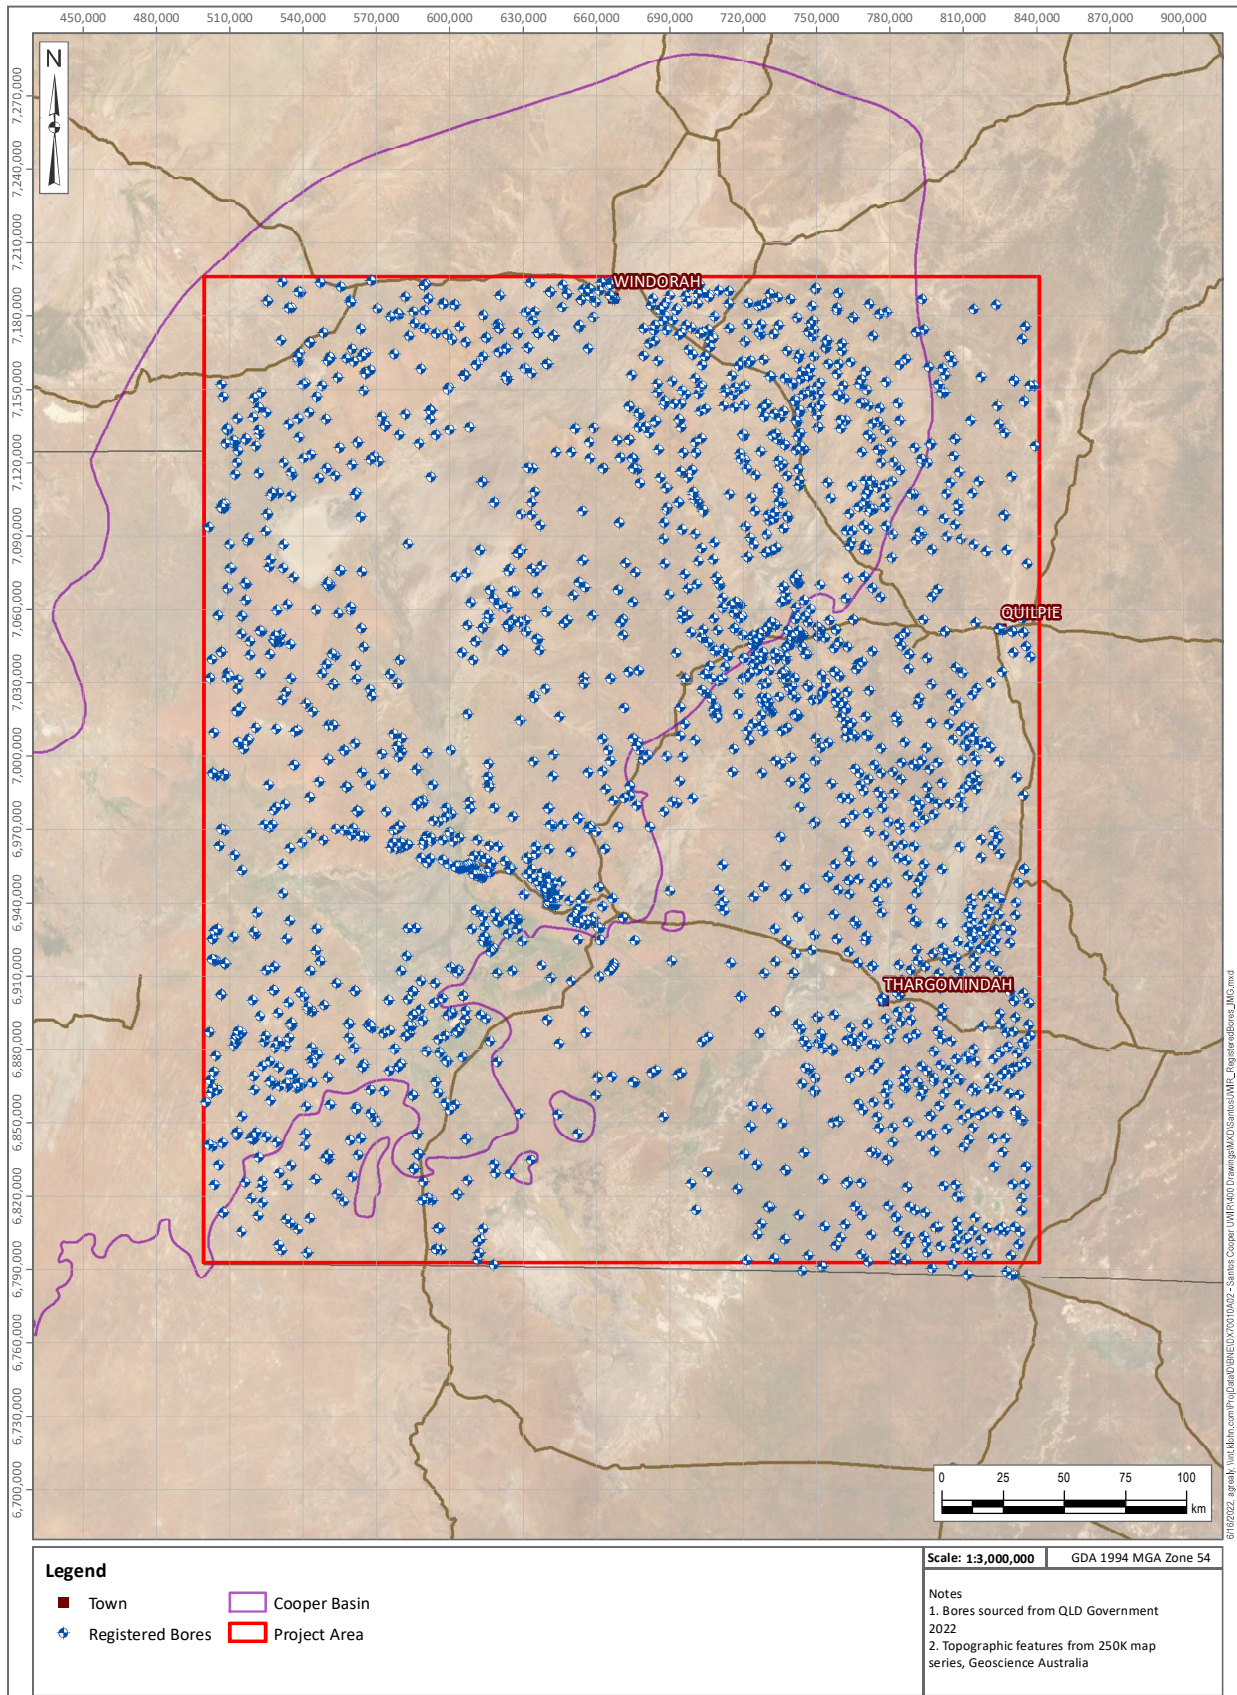 450,000 480,000 510,000 540,000 570,000 600,000 630,000 660,000 690,000 720,000 750,000 780,000 810,000 840,000 870,000 900,000
N
7,270,000
7,240,000
7,210,000
7,180,000
7,150,000
7,120,000
7,090,000
7,060,000
7,030,000
7,000,000
6,970,000
6,940,000
6,910,000
6,880,000
6,850,000
6,820,000
6,790,000
6,760,000
6,730,000
6,700,000
WINDORAH
QUILPIE
THARGOMINDAH
0 25 50 75 100
km
Legend
Town
Registered Bores
Cooper Basin
Project Area
Scale: 1:3,000,000
GDA 1994 MGA Zone 54
Notes
1. Bores sourced from QLD Government
2022
2. Topographic features from 250K map
series, Geoscience Australia